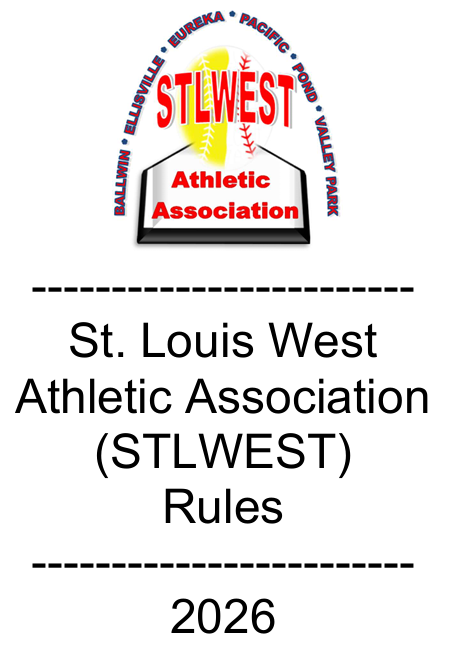 BALLWIN * ELLISVILLE * EUREKA * PACIFIC * POND * VALLEY PARK
STLWEST
Athletic
Association
------------------------
St. Louis West
Athletic Association
(STLWEST)
Rules
------------------------
2026